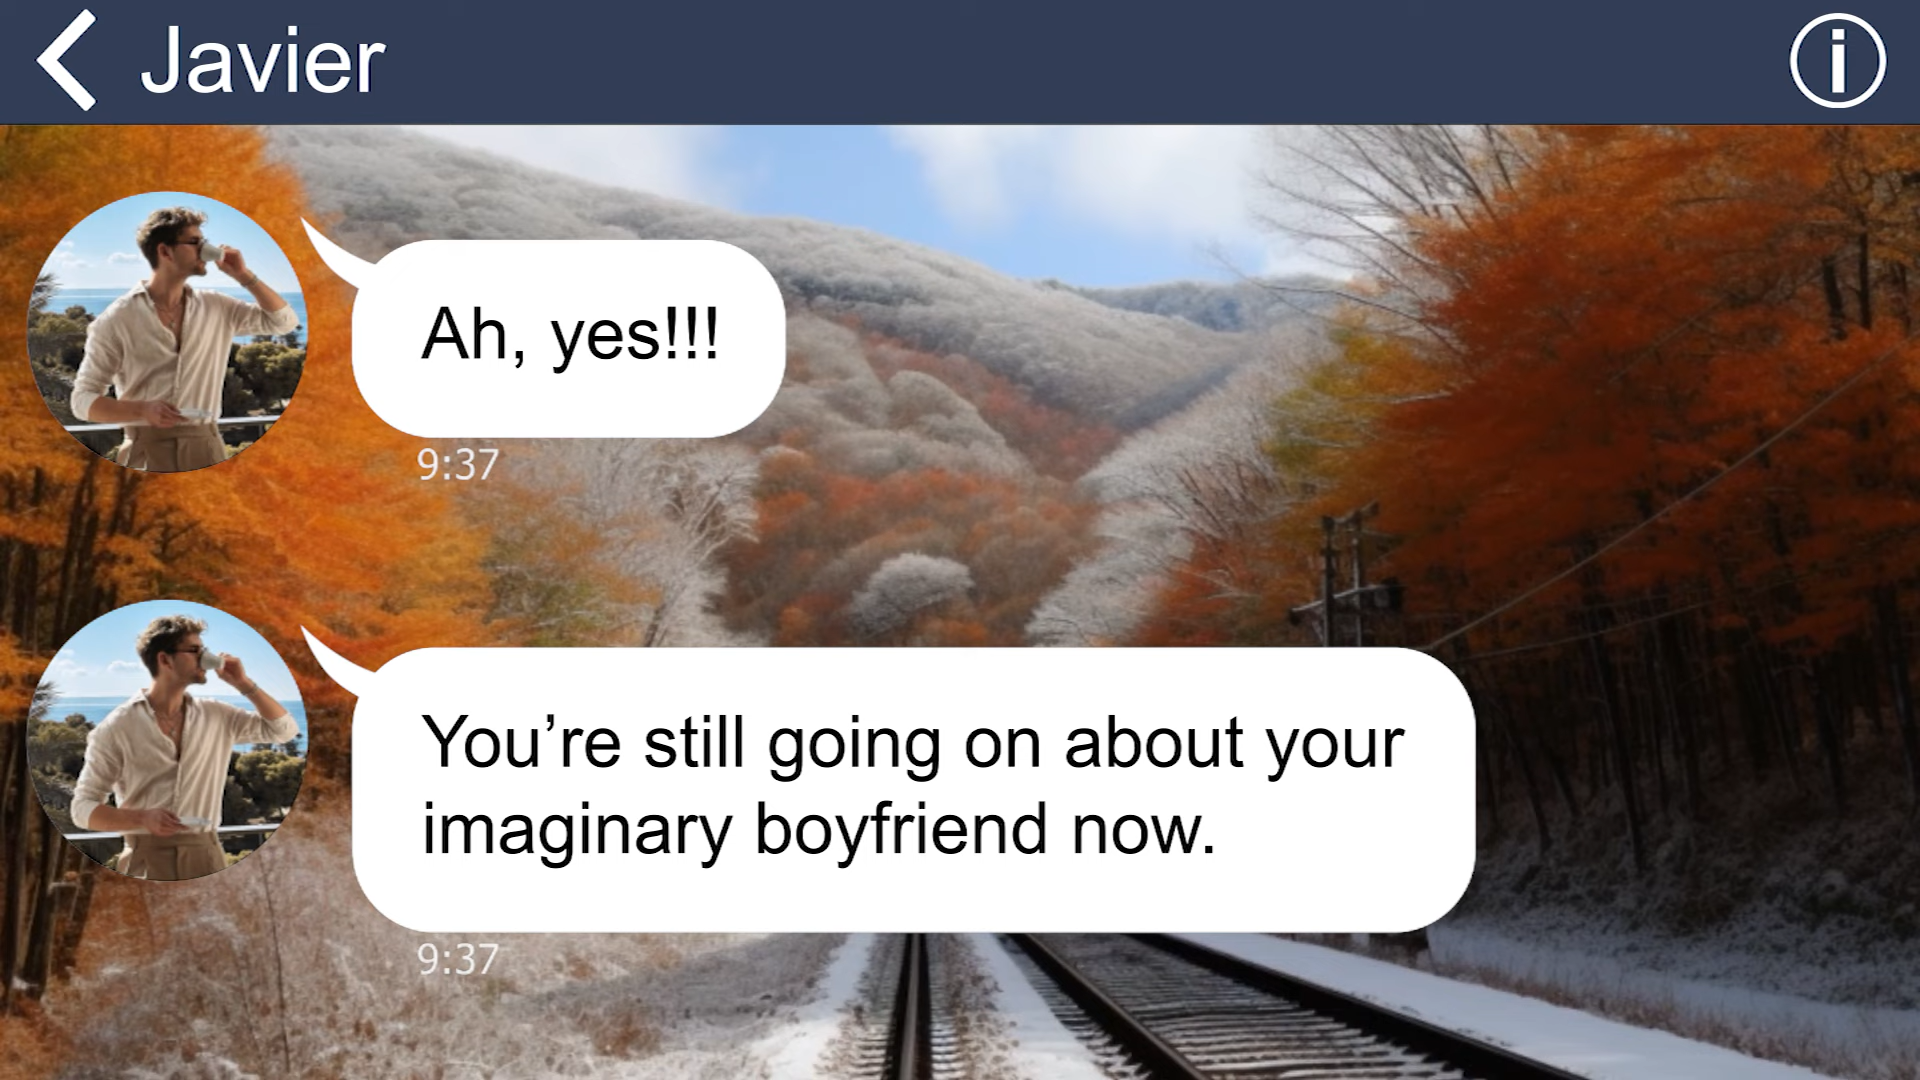 Javier
Ah, yes!!!
9:37
You’re still going on about your
imaginary boyfriend now.
9:37